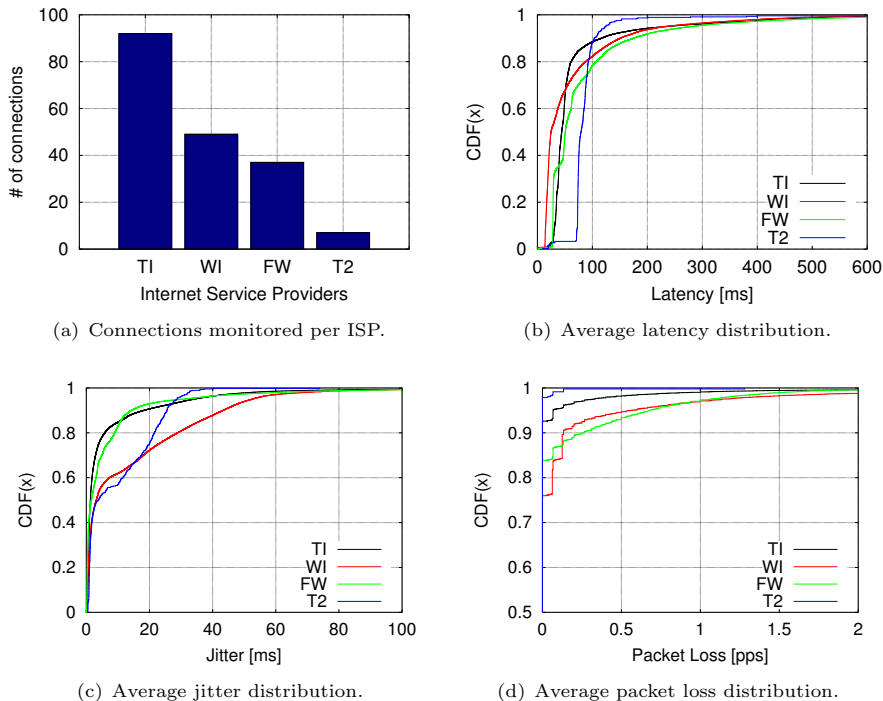 100
80
60
40
20
0
# of connections
TI WI FW T2
Internet Service Providers
(a) Connections monitored per ISP.
1
0.8
0.6
0.4
0.2
0
CDF(x)
TI
WI
FW
T2
0 100 200 300 400 500 600
Latency [ms]
(b) Average latency distribution.
1
0.8
0.6
0.4
0.2
0
CDF(x)
TI
WI
FW
T2
0 20 40 60 80 100
Jitter [ms]
(c) Average jitter distribution.
1
0.9
0.8
0.7
0.6
0.5
CDF(x)
TI
WI
FW
T2
0 0.5 1 1.5 2
Packet Loss [pps]
(d) Average packet loss distribution.